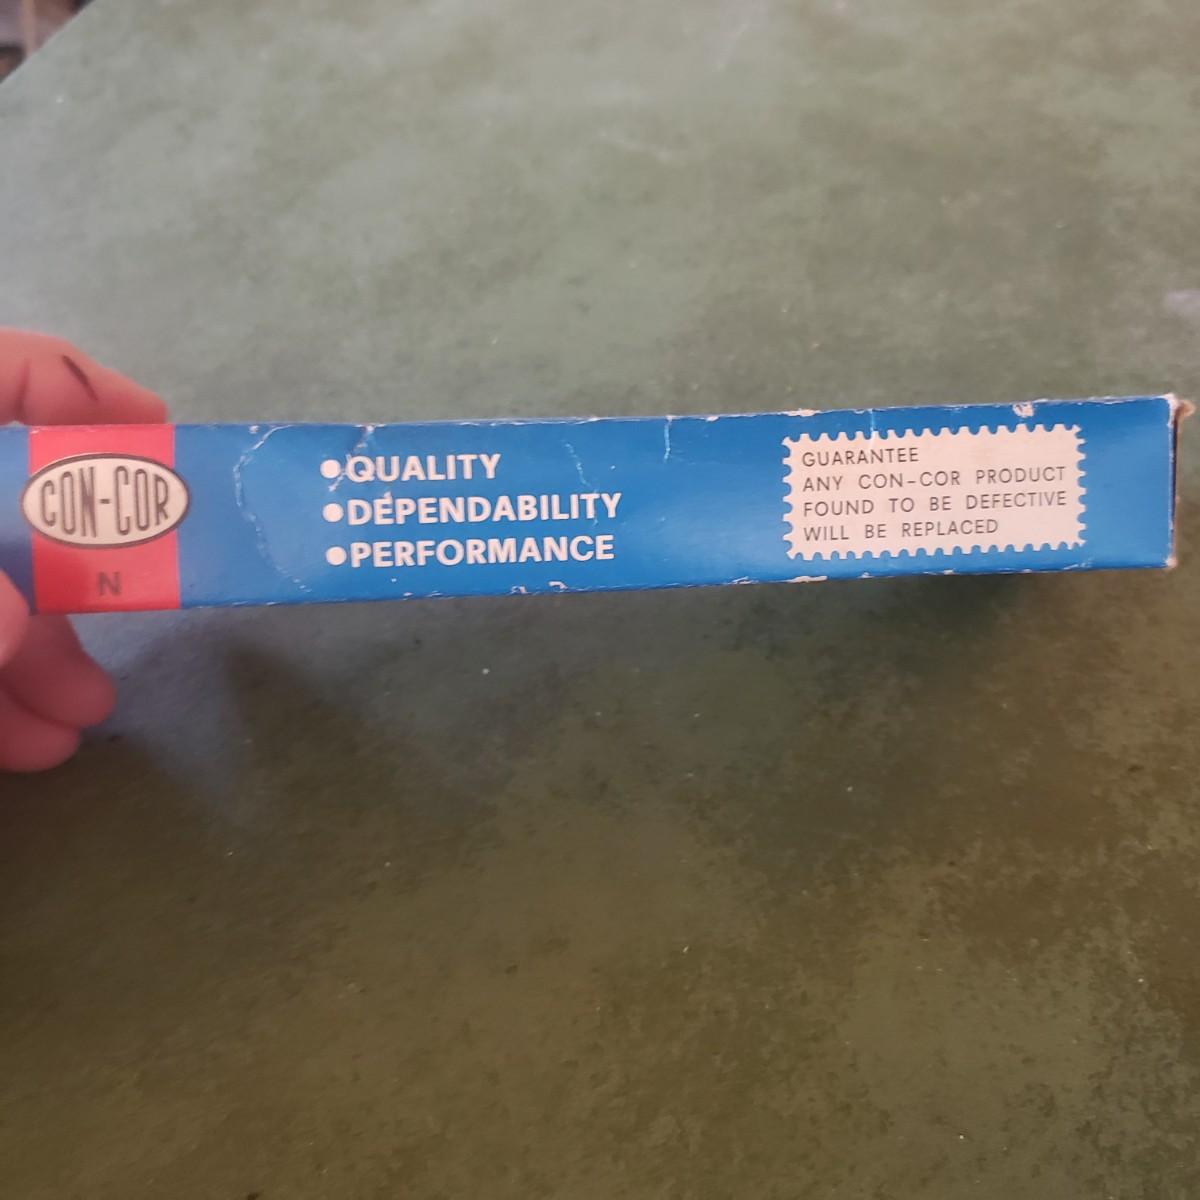 CON-COR
N
●QUALITY
●DEPENDABILITY
●PERFORMANCE
GUARANTEE
ANY CON-COR PRODUCT
FOUND TO BE DEFECTIVE
WILL BE REPLACED